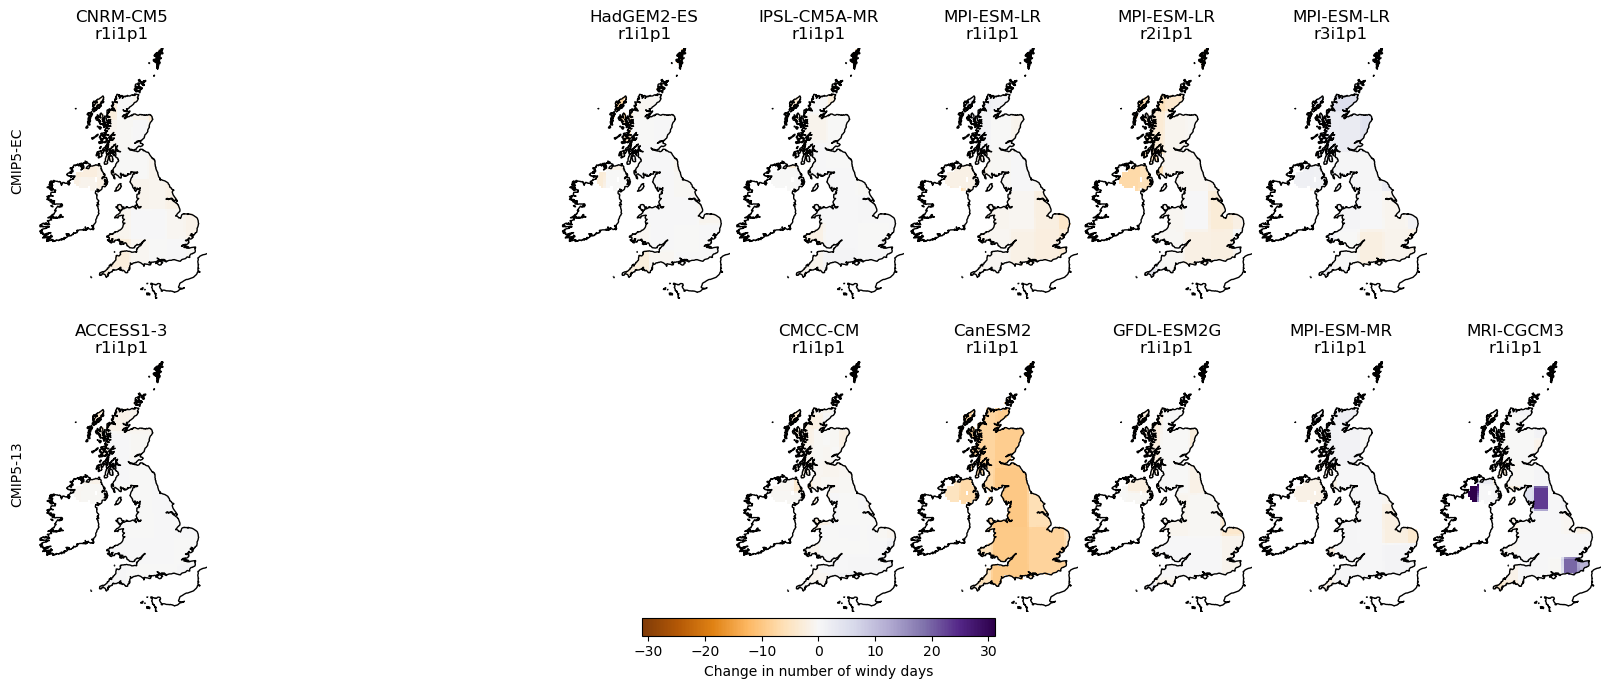 CNRM-CM5
r1i1p1
HadGEM2-ES
r1i1p1
IPSL-CM5A-MR
r1i1p1
MPI-ESM-LR
r1i1p1
MPI-ESM-LR
r2i1p1
MPI-ESM-LR
r3i1p1
CMIP5-EC
ACCESS1-3
r1i1p1
CMCC-CM
r1i1p1
CanESM2
r1i1p1
GFDL-ESM2G
r1i1p1
MPI-ESM-MR
r1i1p1
MRI-CGCM3
r1i1p1
CMIP5-13
−30 −20 −10 0 10 20 30
Change in number of windy days